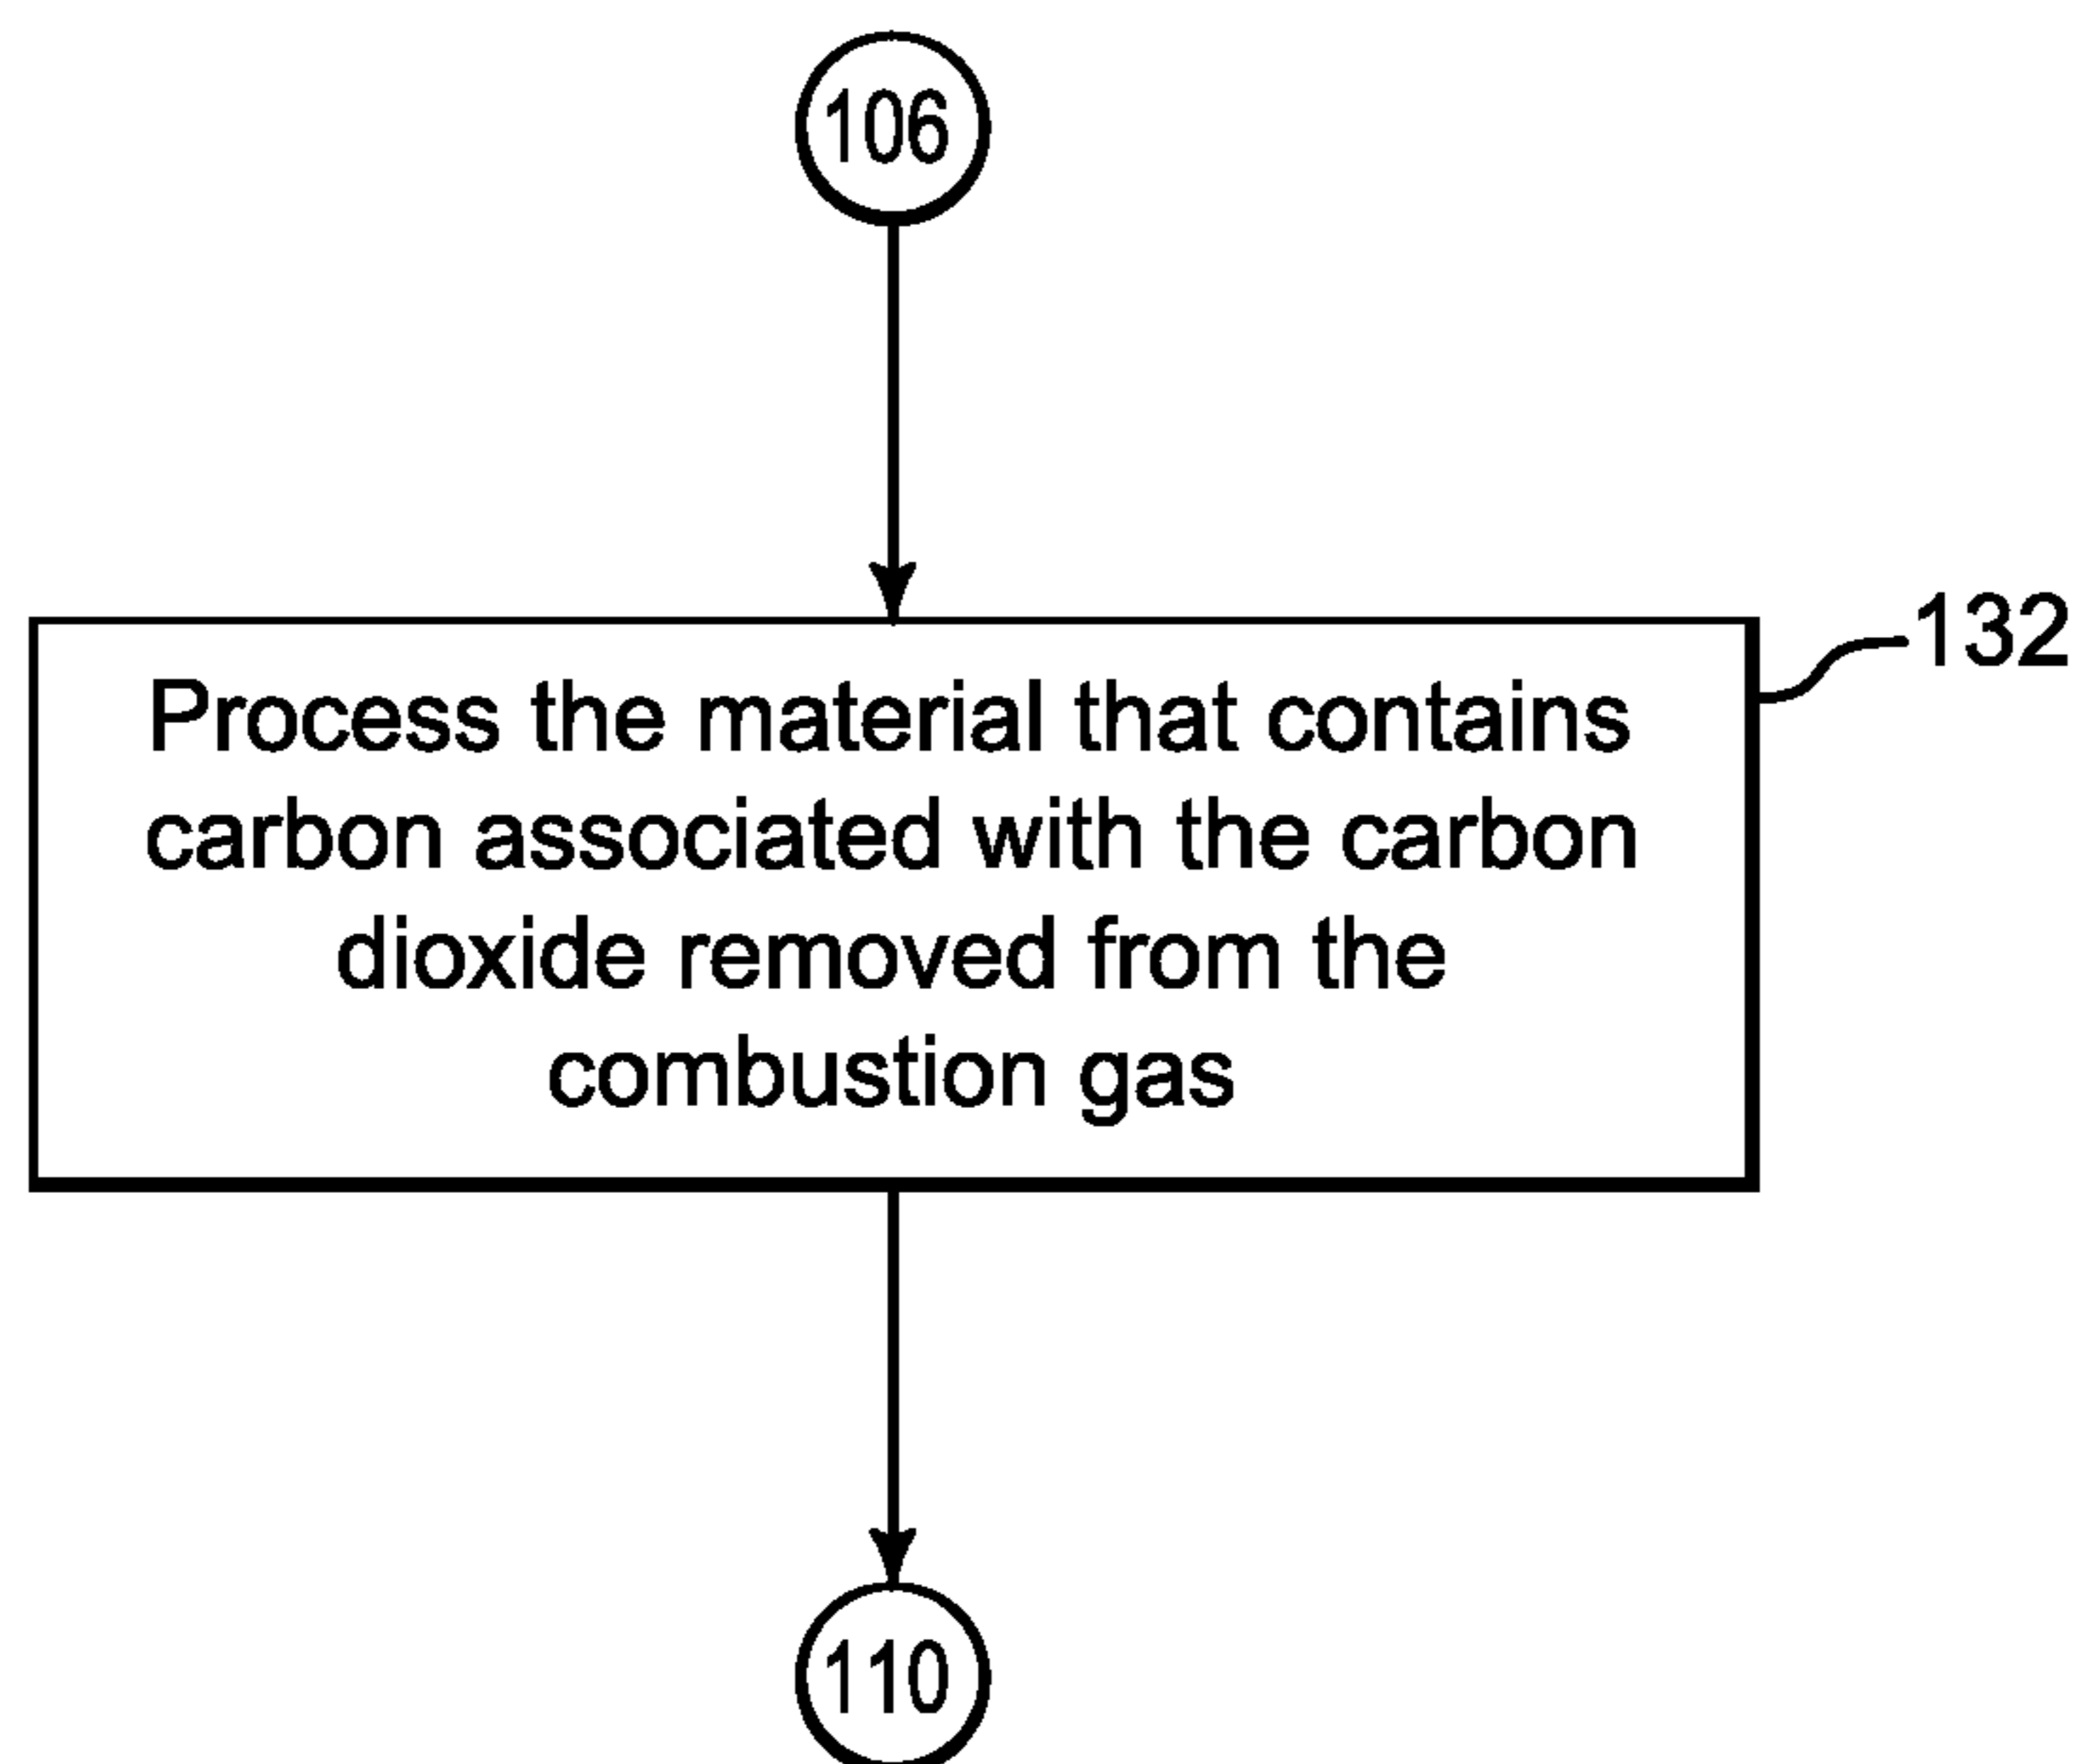 106
132
Process the material that contains
carbon associated with the carbon
dioxide removed from the
combustion gas
110